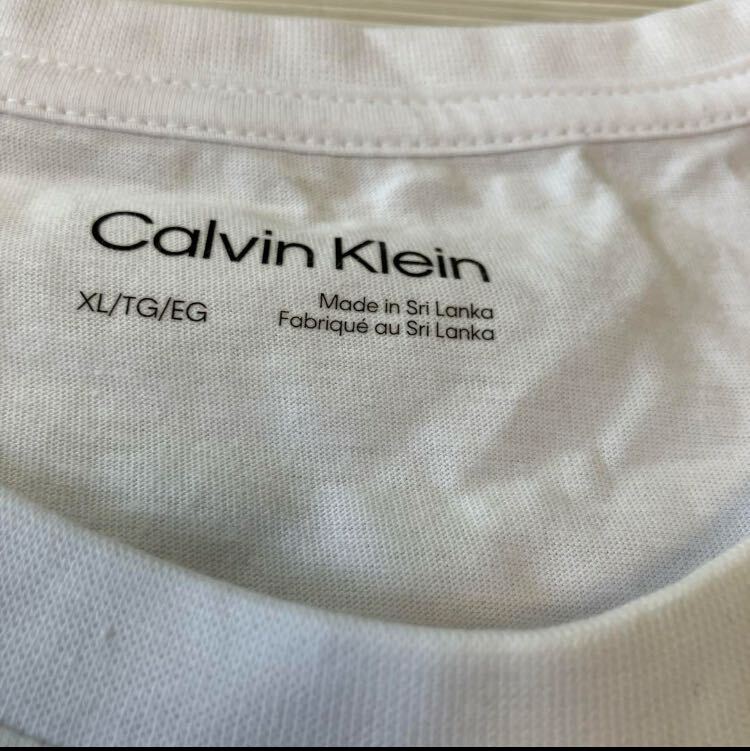 Calvin Klein
XL/TG/EG
Made in Sri Lanka
Fabriqué au Sri Lanka